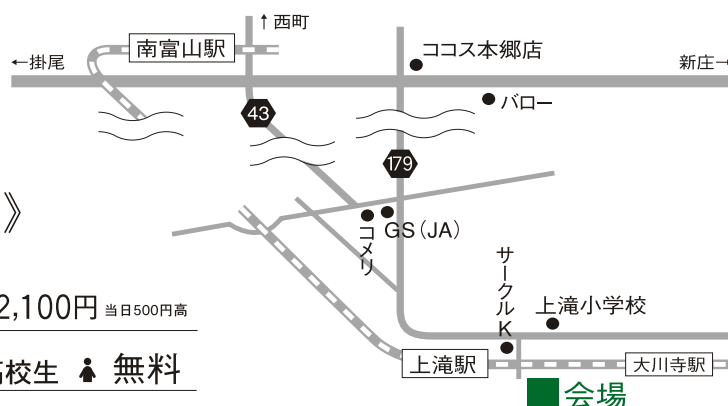 ↑西町
南富山駅
ココス本郷店
←掛尾
新庄→
バロー
43
179
》
コメリ
GS(JA)
サークルK
上滝小学校
2,100円 当日500円高
上滝駅
大川寺駅
高校生 無料
会場